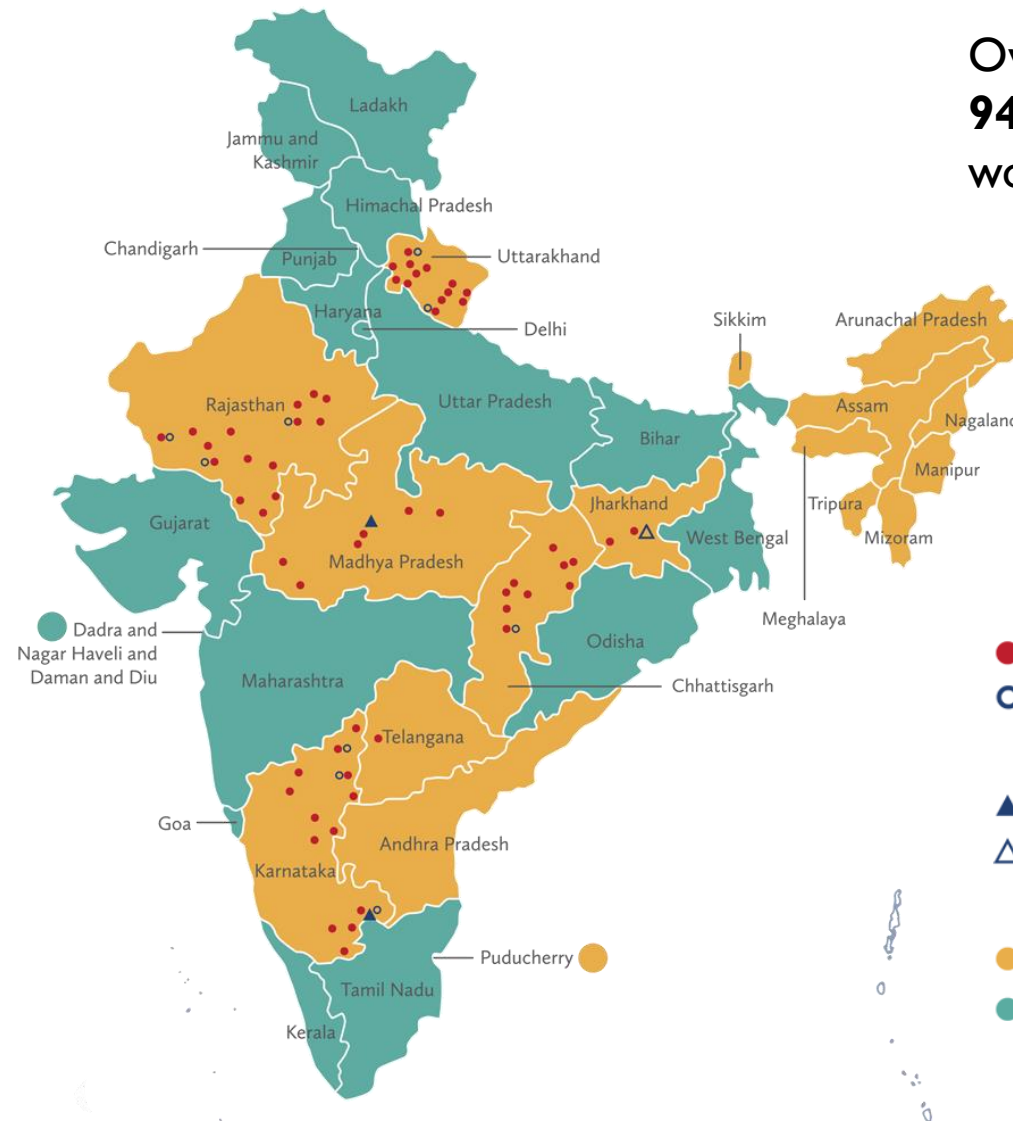 Ov
94
wo
Ladakh
Jammu and
Kashmir
Himachal Pradesh
Chandigarh
Punjab
Uttarakhand
Haryana
Delhi
Sikkim
Arunachal Pradesh
Rajasthan
Uttar Pradesh
Assam
Nagaland
Bihar
Manipur
Gujarat
Jharkhand
Tripura
West Bengal
Mizoram
Madhya Pradesh
Meghalaya
Dadra and
Nagar Haveli and
Daman and Diu
Odisha
Maharashtra
Chhattisgarh
Telangana
Goa
Andhra Pradesh
Karnataka
Puducherry
Tamil Nadu
Kerala